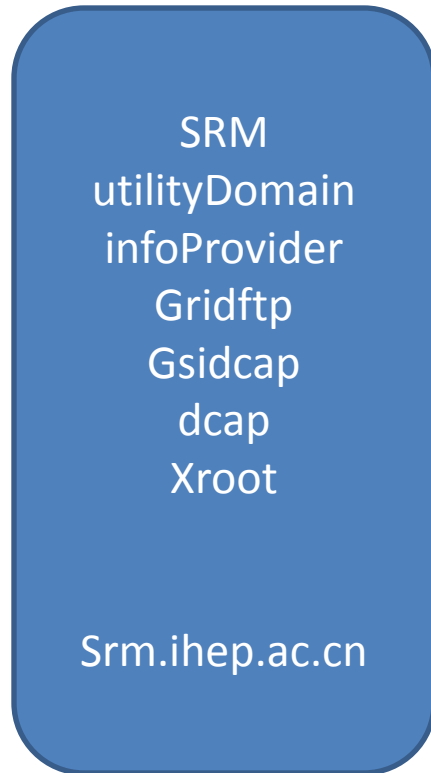 SRM
utilityDomain
infoProvider
Gridftp
Gsidcap
dcap
Xroot
Srm.ihep.ac.cn